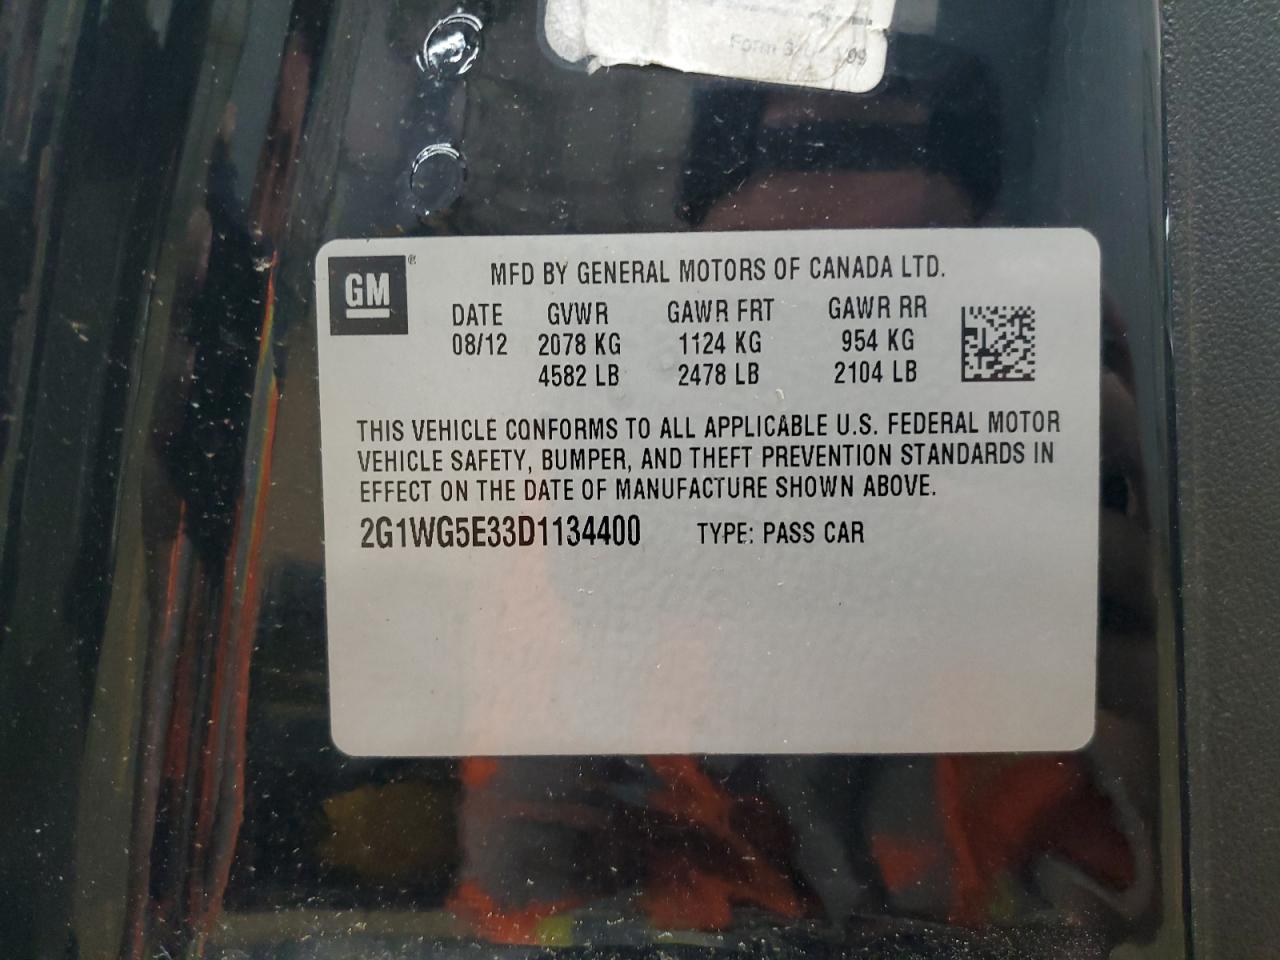 Form
09
GM®
MFD BY GENERAL MOTORS OF CANADA LTD.
DATE GVWR GAWR FRT GAWR RR
08/12 2078 KG 1124 KG 954 KG
4582 LB 2478 LB 2104 LB
THIS VEHICLE CONFORMS TO ALL APPLICABLE U.S. FEDERAL MOTOR
VEHICLE SAFETY, BUMPER, AND THEFT PREVENTION STANDARDS IN
EFFECT ON THE DATE OF MANUFACTURE SHOWN ABOVE.
2G1WG5E33D1134400 TYPE: PASS CAR